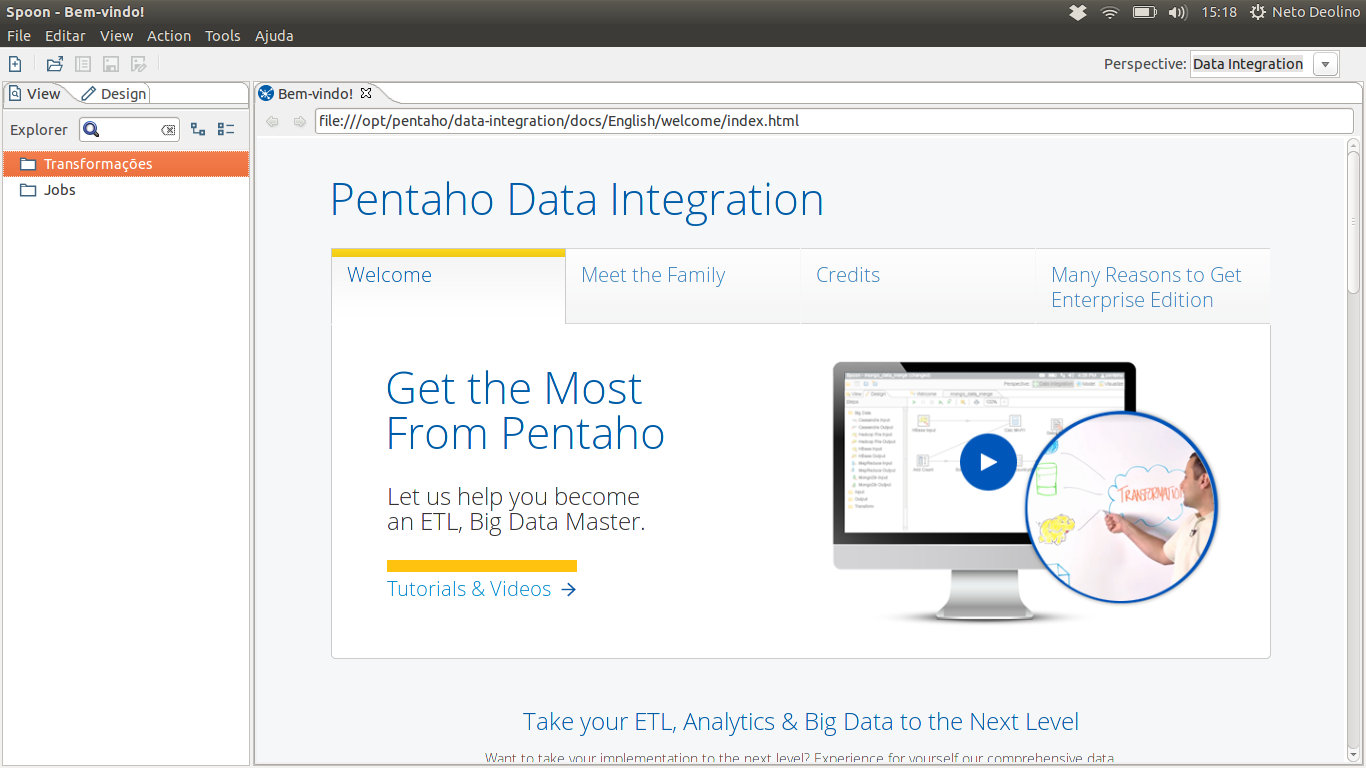 Spoon - Bem-vindo!
15:18 Neto Deolino
File Editar View Action Tools Ajuda
Perspective: Data Integration
View Design
Bem-vindo!
Explorer
file:///opt/pentaho/data-integration/docs/English/welcome/index.html
Transformações
Jobs
Pentaho Data Integration
Welcome
Meet the Family
Credits
Many Reasons to Get
Enterprise Edition
Get the Most
From Pentaho
Let us help you become
an ETL, Big Data Master.
Tutorials & Videos
TRANSFORMATIO
Take your ETL, Analytics & Big Data to the Next Level
Want to take your implementation to the next level? Experience for yourself our comprehensive data